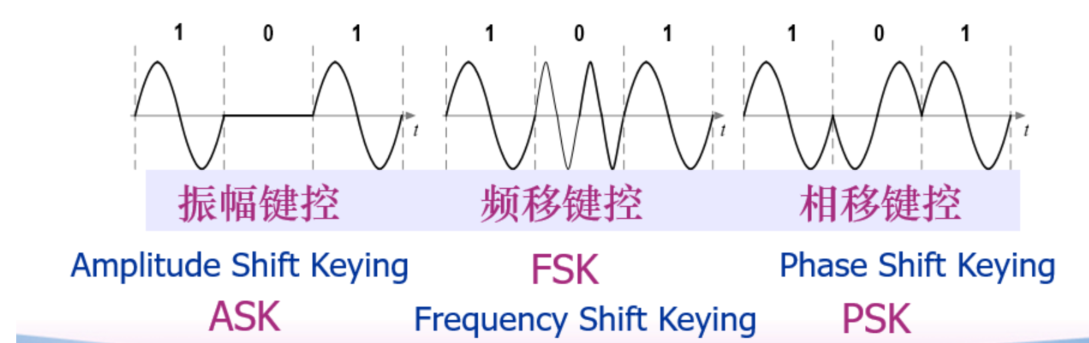 1 0 1 1 0 1 1 0 1
t t t
振幅键控 频移键控 相移键控
Amplitude Shift Keying FSK Phase Shift Keying
ASK Frequency Shift Keying PSK